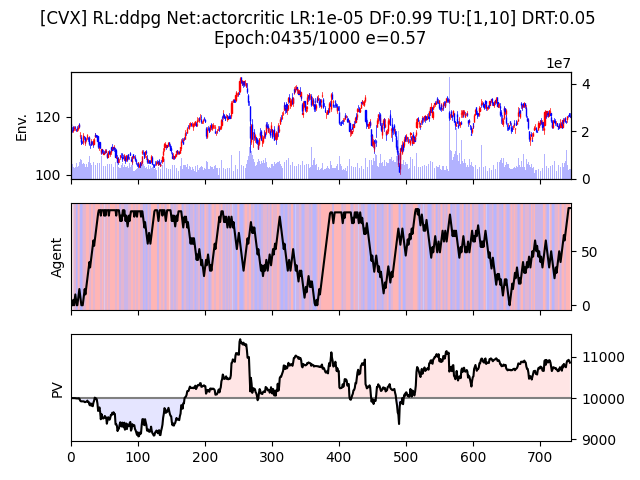 [CVX] RL:ddpg Net:actorcritic LR:1e-05 DF:0.99 TU:[1,10] DRT:0.05
Epoch:0435/1000 e=0.57
1e7
Env.
120
100
4
2
0
Agent
50
0
PV
11000
10000
9000
0 100 200 300 400 500 600 700